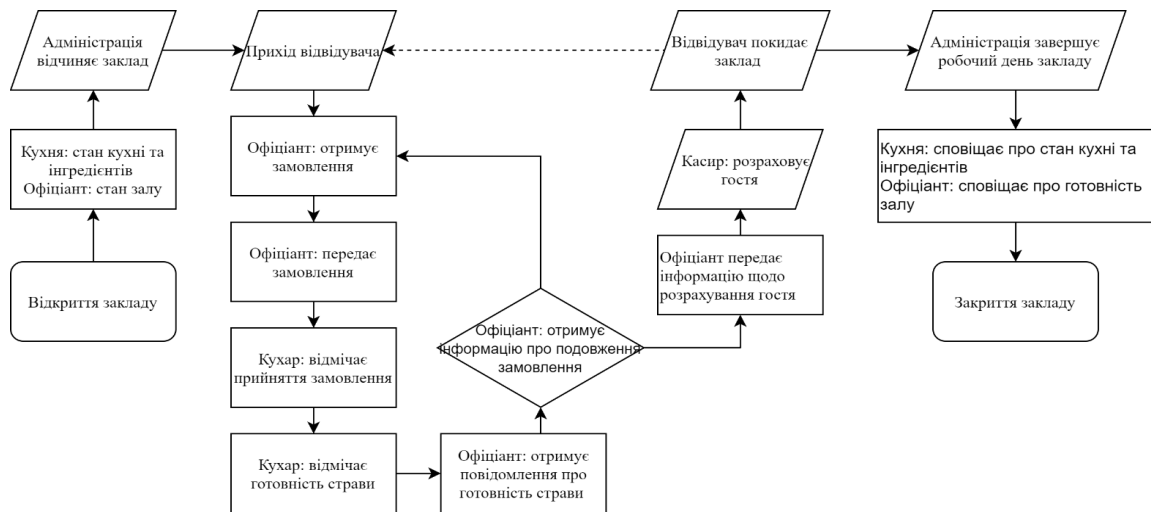 Адміністрація
відчиняє заклад
Прихід відвідувача
Відвідувач покидає
заклад
Адміністрація завершує
робочий день закладу
Кухня: стан кухні та
інгредієнтів
Офіціант: стан залу
Офіціант: отримує
замовлення
Касир: розраховує
гостя
Кухня: сповіщає про стан кухні та
інгредієнтів
Офіціант: сповіщає про готовність
залу
Відкриття закладу
Офіціант: передає
замовлення
Офіціант передає
інформацію щодо
розрахування гостя
Закриття закладу
Офіціант: отримує
інформацію про подовження
замовлення
Кухар: відмічає
прийняття замовлення
Кухар: відмічає
готовність страви
Офіціант: отримує
повідомлення про
готовність страви